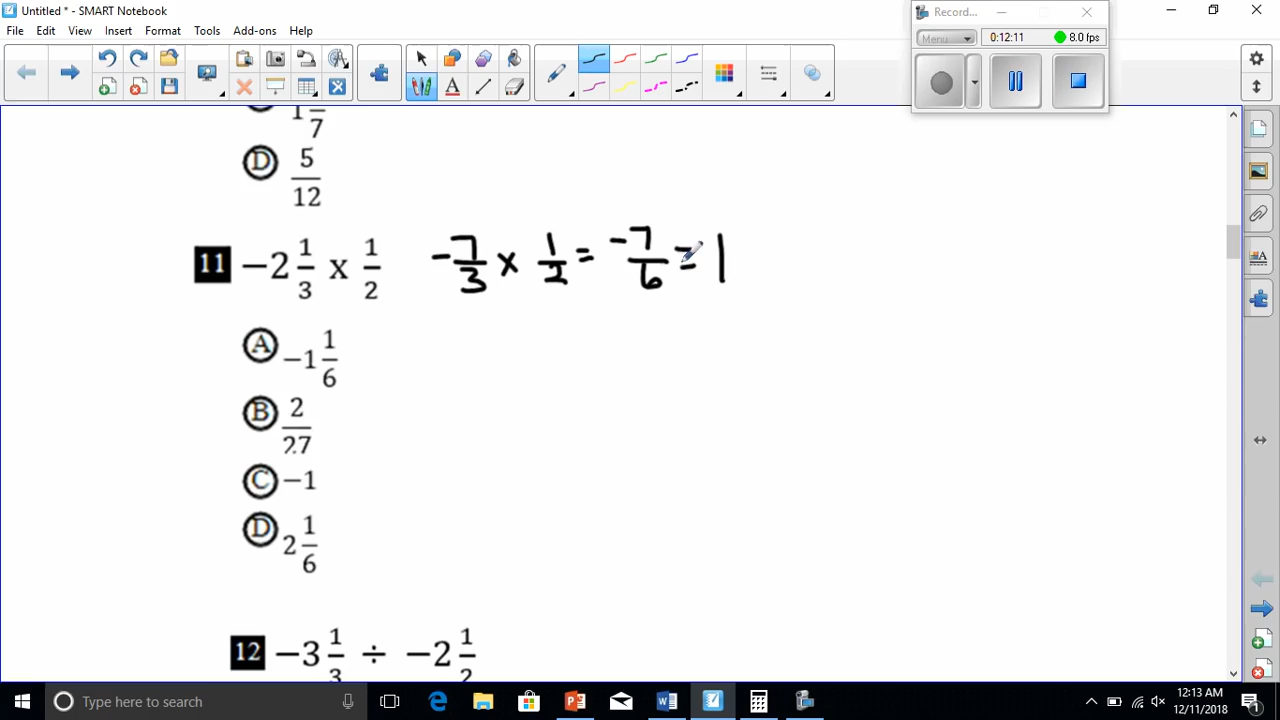 Untitled * - SMART Notebook
Record...
File Edit View Insert Format Tools Add-ons Help
Menu
0:12:11
8.0 fps
A
1 /7
D 5/12
11 −2 1/3 x 1/2
-7/3 x 1/2 = -7/6 = 1
A −1 1/6
B 2/27
C −1
D 2 1/6
12 −3 1/3 ÷ −2 1/2
Type here to search
12:13 AM
12/11/2018